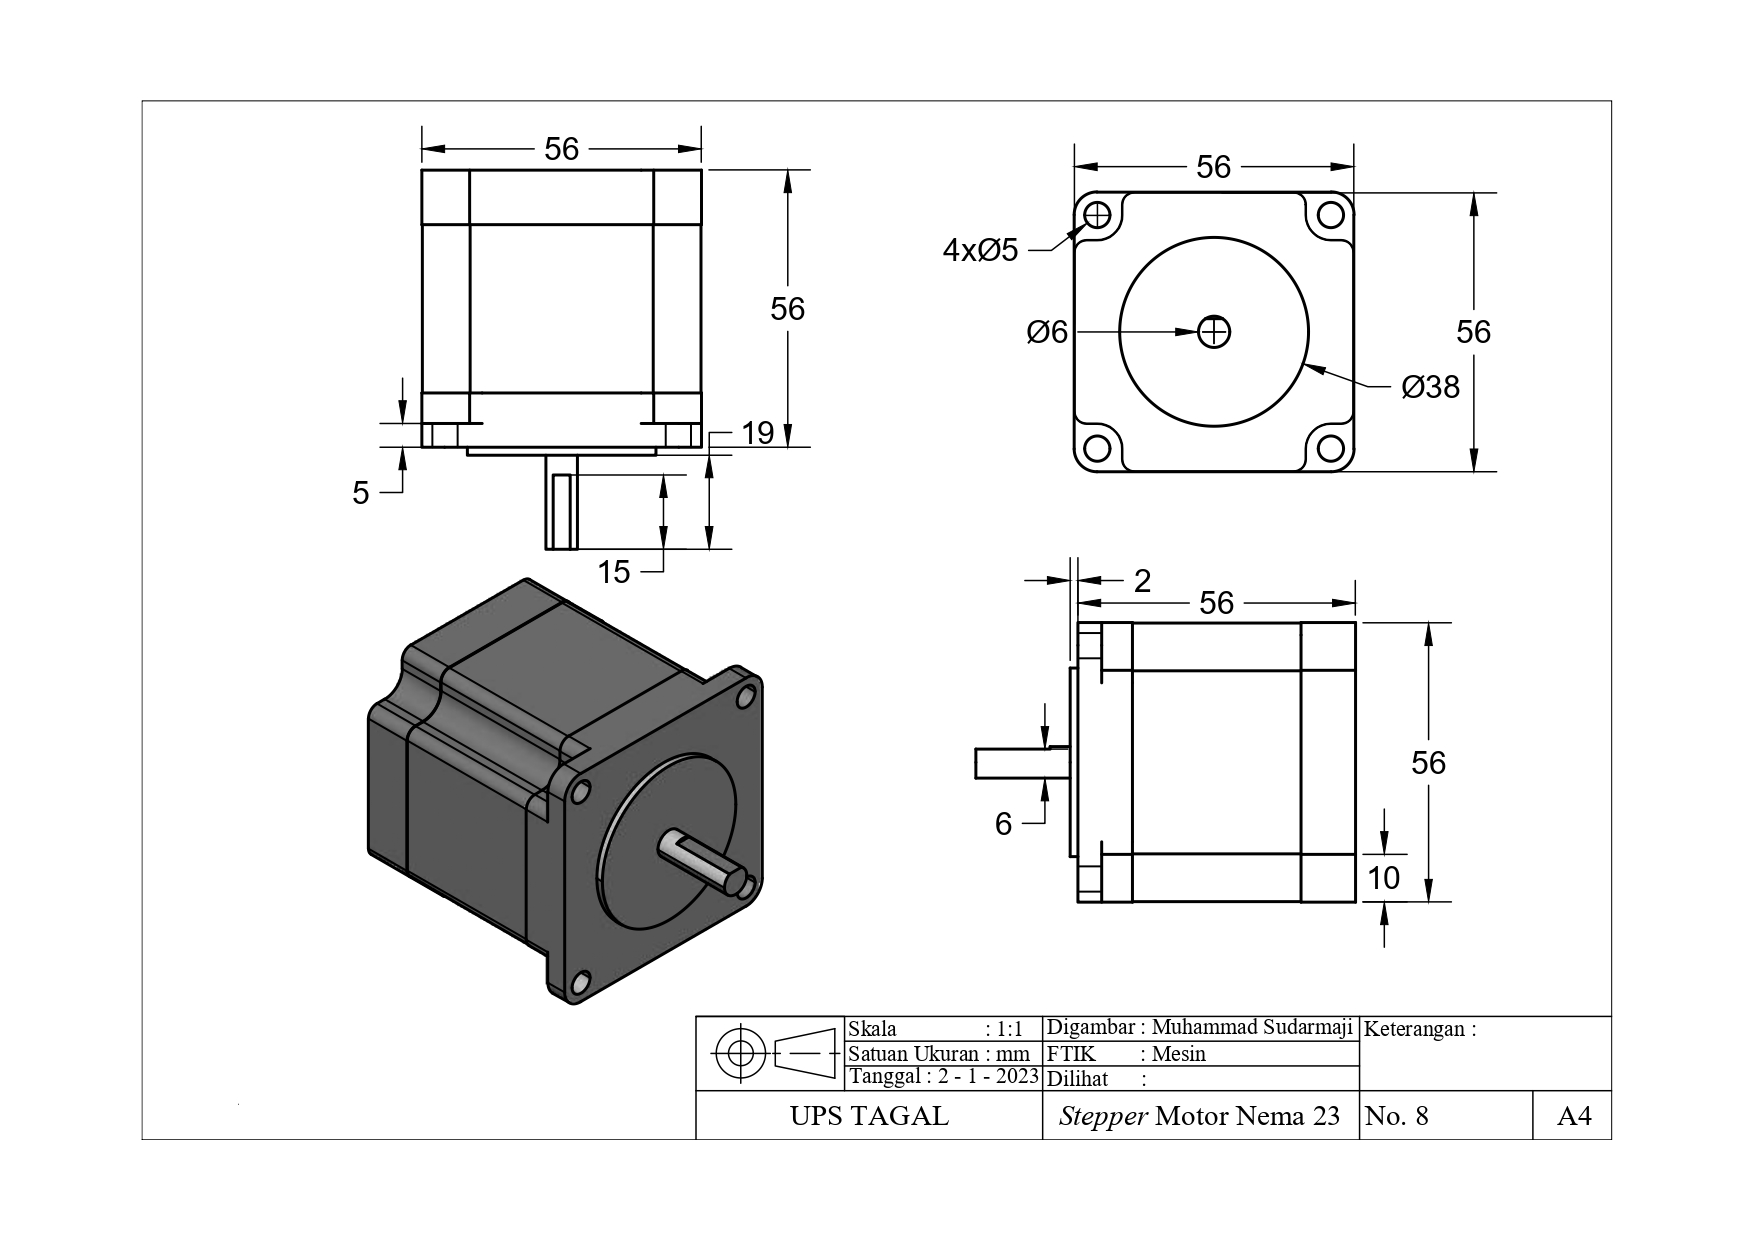 56
56
19
5
15
56
4xØ5
Ø6
56
Ø38
2
56
56
6
10
Skala : 1:1
Satuan Ukuran : mm
Tanggal : 2 - 1 - 2023
Digambar : Muhammad Sudarmaji
FTIK : Mesin
Dilihat :
Keterangan :
UPS TAGAL
Stepper Motor Nema 23
No. 8
A4